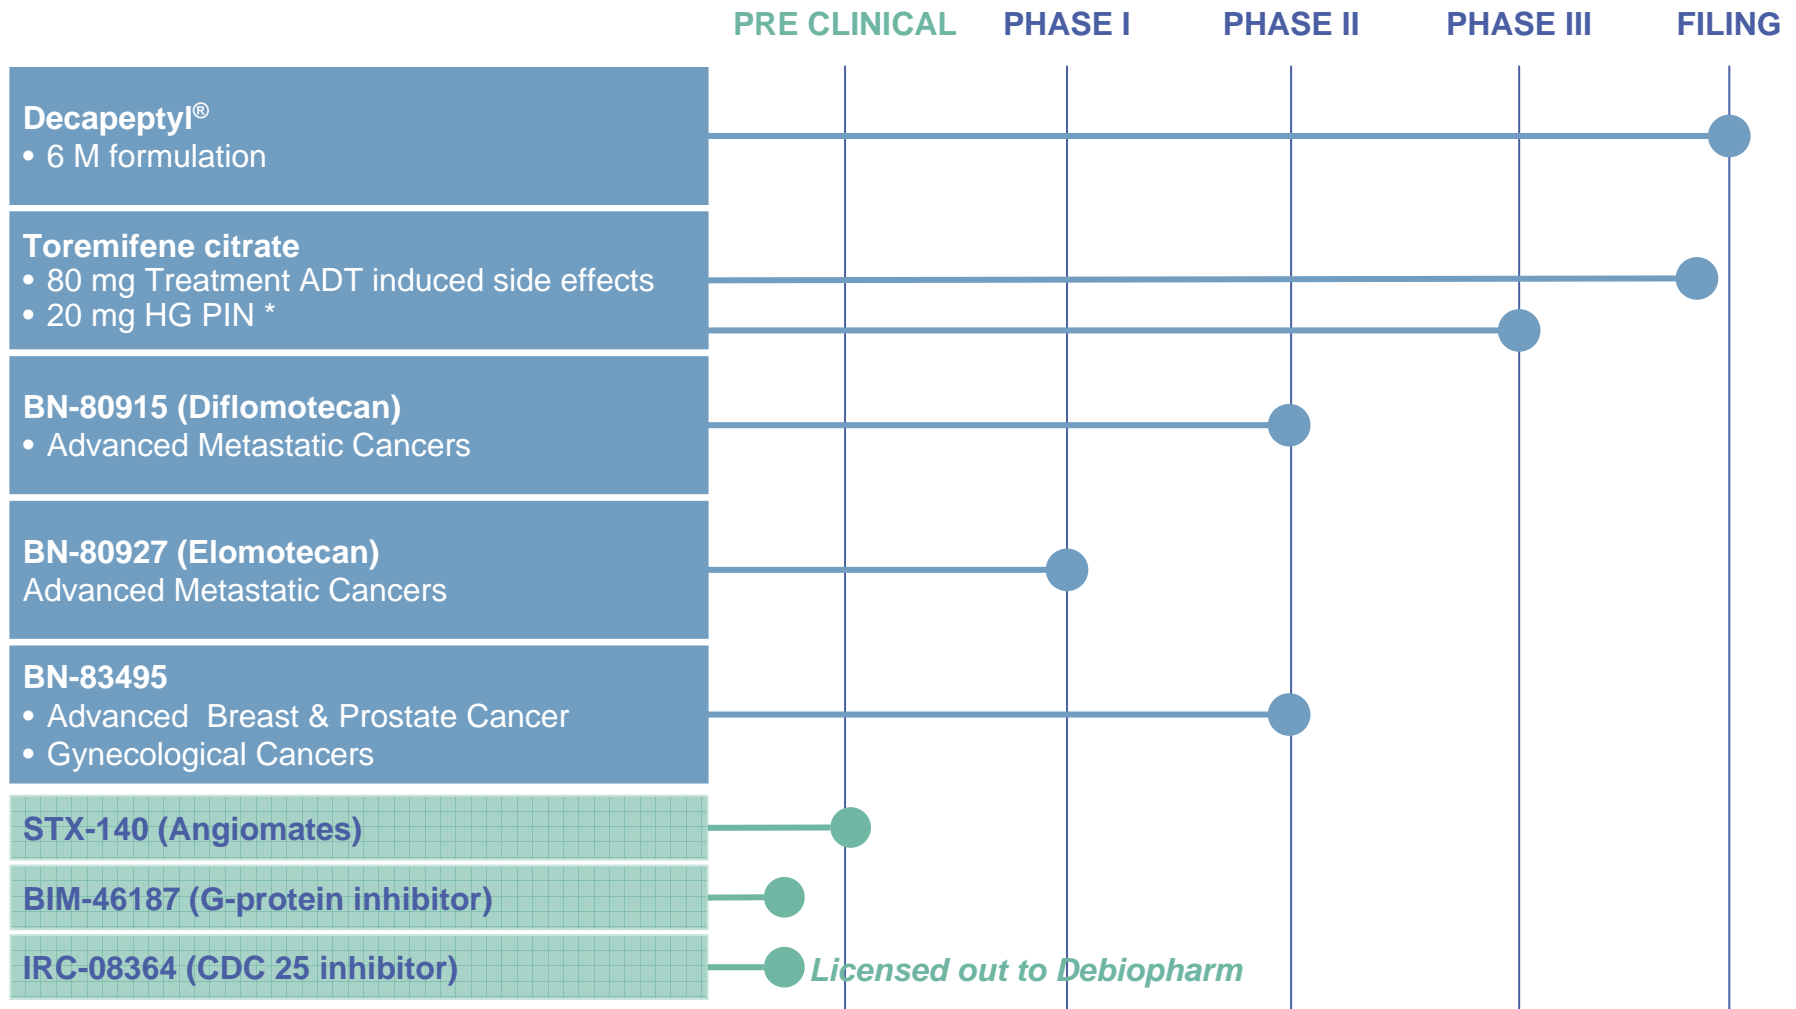 PRE CLINICAL PHASE I PHASE II PHASE III FILING
Decapeptyl®
• 6 M formulation
Toremifene citrate
• 80 mg Treatment ADT induced side effects
• 20 mg HG PIN *
BN-80915 (Diflomotecan)
• Advanced Metastatic Cancers
BN-80927 (Elomotecan)
Advanced Metastatic Cancers
BN-83495
• Advanced  Breast & Prostate Cancer
• Gynecological Cancers
STX-140 (Angiomates)
BIM-46187 (G-protein inhibitor)
IRC-08364 (CDC 25 inhibitor) Licensed out to Debiopharm